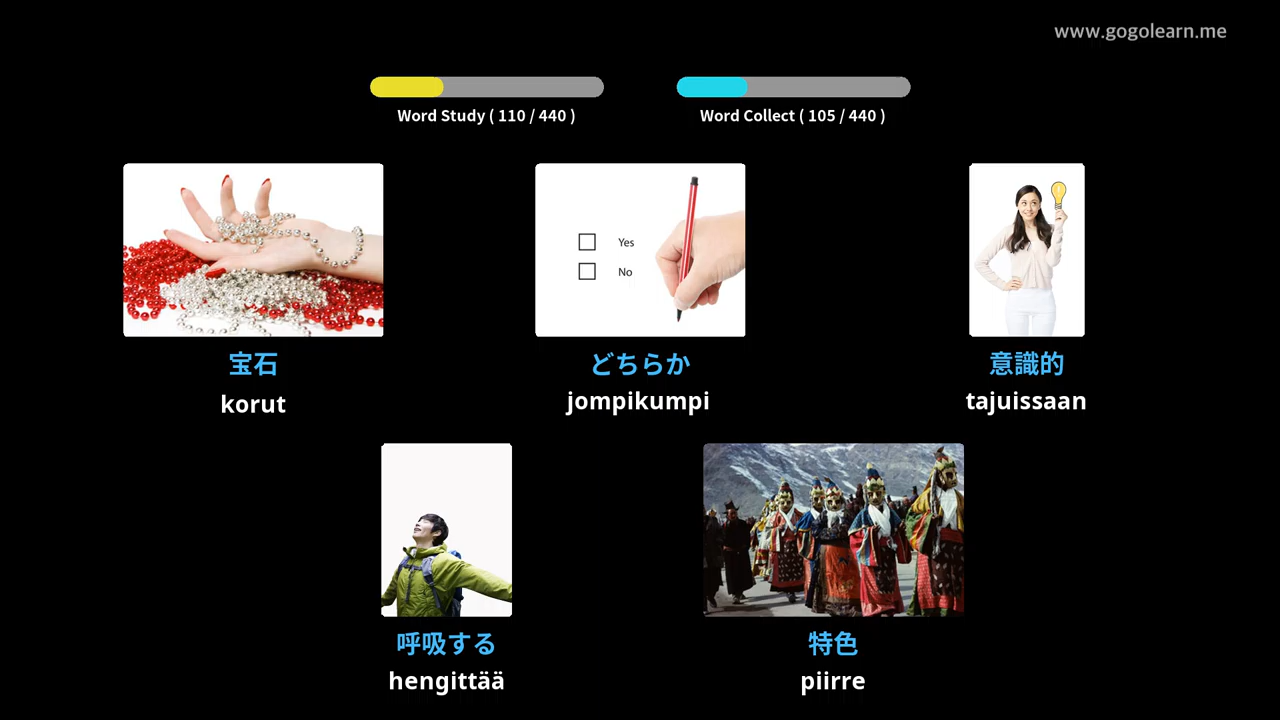 www.gogolearn.me
Word Study ( 110 / 440 )
Word Collect ( 105 / 440 )
Yes
No
宝石
korut
どちらか
jompikumpi
意識的
tajuissaan
呼吸する
hengittää
特色
piirre